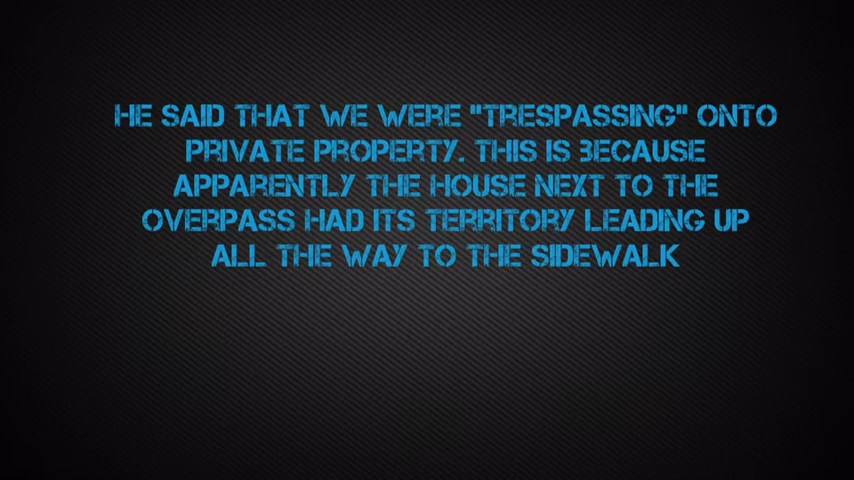 HE SAID THAT WE WERE "TRESPASSING" ONTO
PRIVATE PROPERTY. THIS IS BECAUSE
APPARENTLY THE HOUSE NEXT TO THE
OVERPASS HAD ITS TERRITORY LEADING UP
ALL THE WAY TO THE SIDEWALK